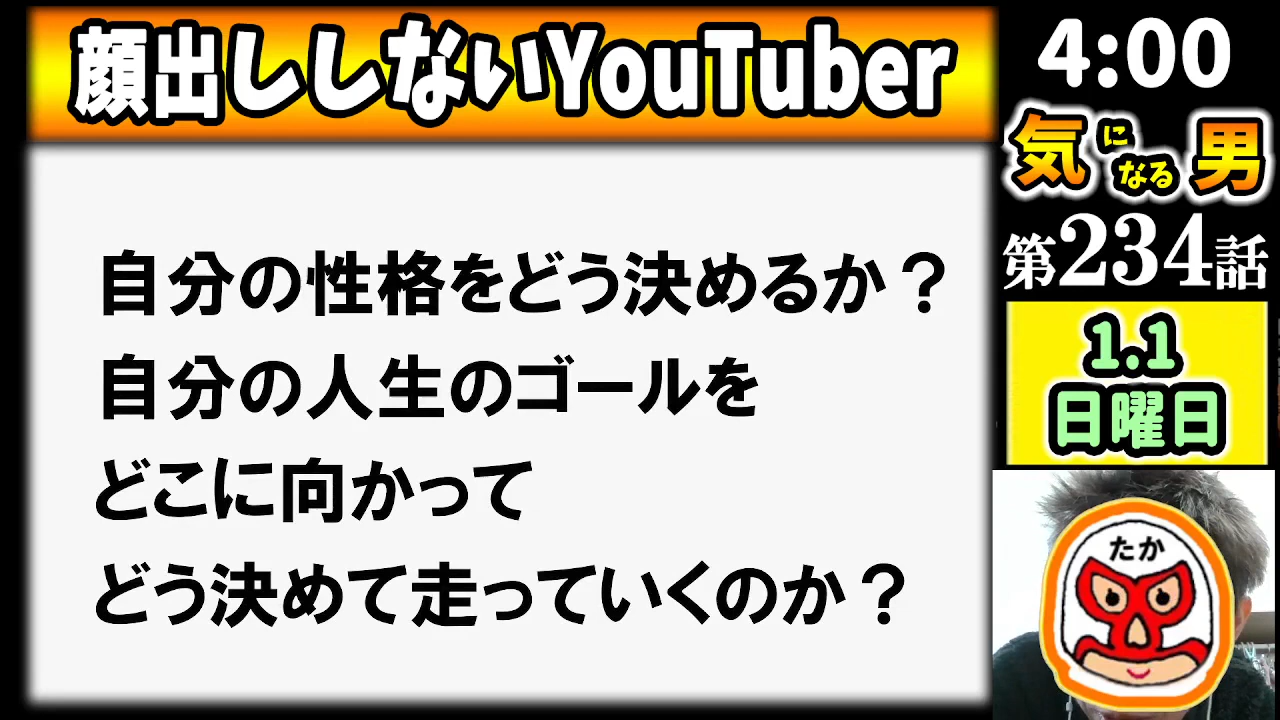 顔出ししないYouTuber
自分の性格をどう決めるか？
自分の人生のゴールを
どこに向かって
どう決めて走っていくのか？
4:00
気になる男
第234話
1.1
日曜日
たか